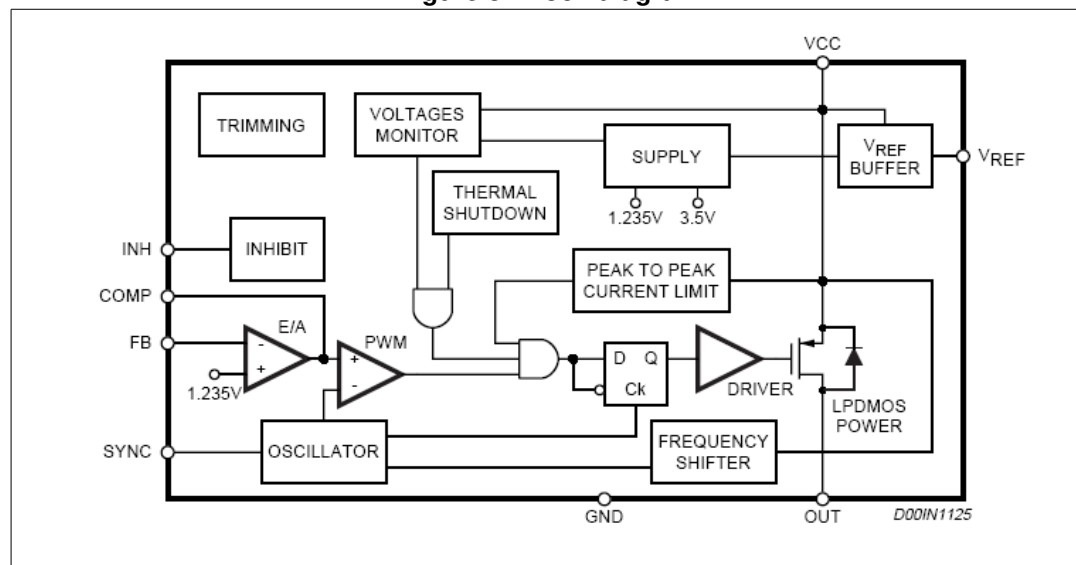 VCC
TRIMMING
VOLTAGES
MONITOR
SUPPLY
VREF
BUFFER
VREF
THERMAL
SHUTDOWN
1.235V
3.5V
INH
INHIBIT
PEAK TO PEAK
CURRENT LIMIT
COMP
E/A
FB
-
+
1.235V
PWM
+
-
D
Q
Ck
DRIVER
LPDMOS
POWER
SYNC
OSCILLATOR
FREQUENCY
SHIFTER
GND
OUT
D00IN1125